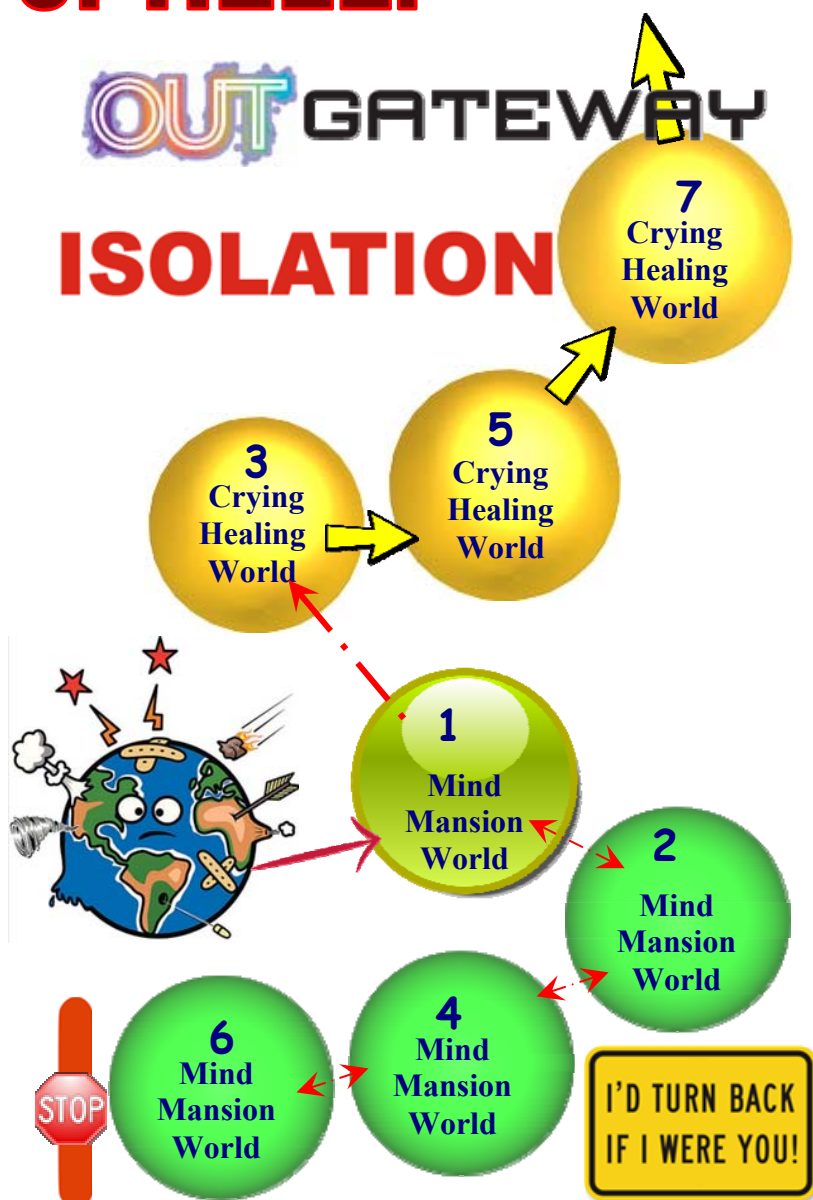 OUT GATEWAY
ISOLATION
7
Crying
Healing
World
5
Crying
Healing
World
3
Crying
Healing
World
1
Mind
Mansion
World
2
Mind
Mansion
World
4
Mind
Mansion
World
6
Mind
Mansion
World
STOP
I'D TURN BACK
IF I WERE YOU!